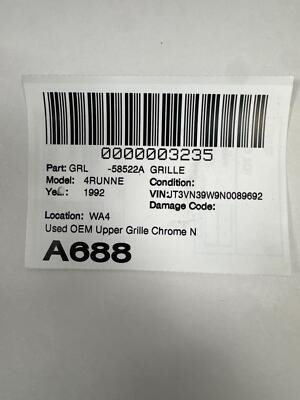 0000003235
Part: GRL -58522A GRILLE
Model: 4RUNNE Condition:
Year: 1992 VIN:JT3VN39W9N0089692
Damage Code:
Location: WA4
Used OEM Upper Grille Chrome N
A688